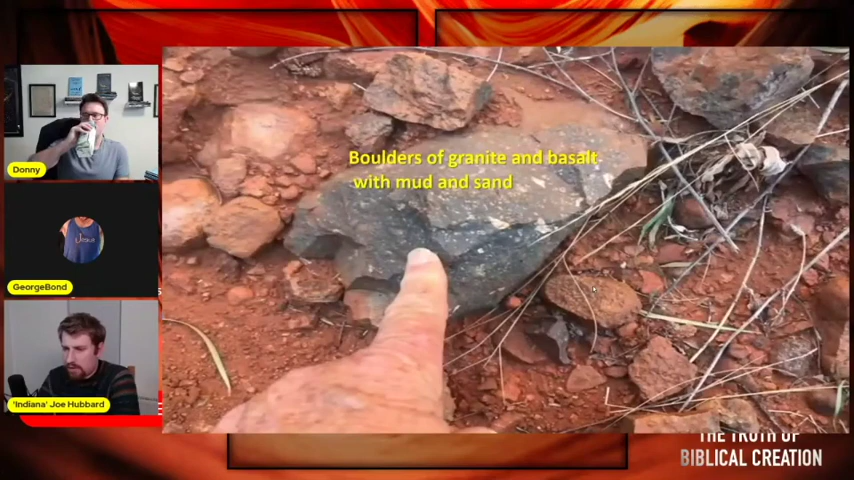 Donny
Boulders of granite and basalt
with mud and sand
Jesus
GeorgeBond
'Indiana' Joe Hubbard
THE TRUTH OF
BIBLICAL CREATION